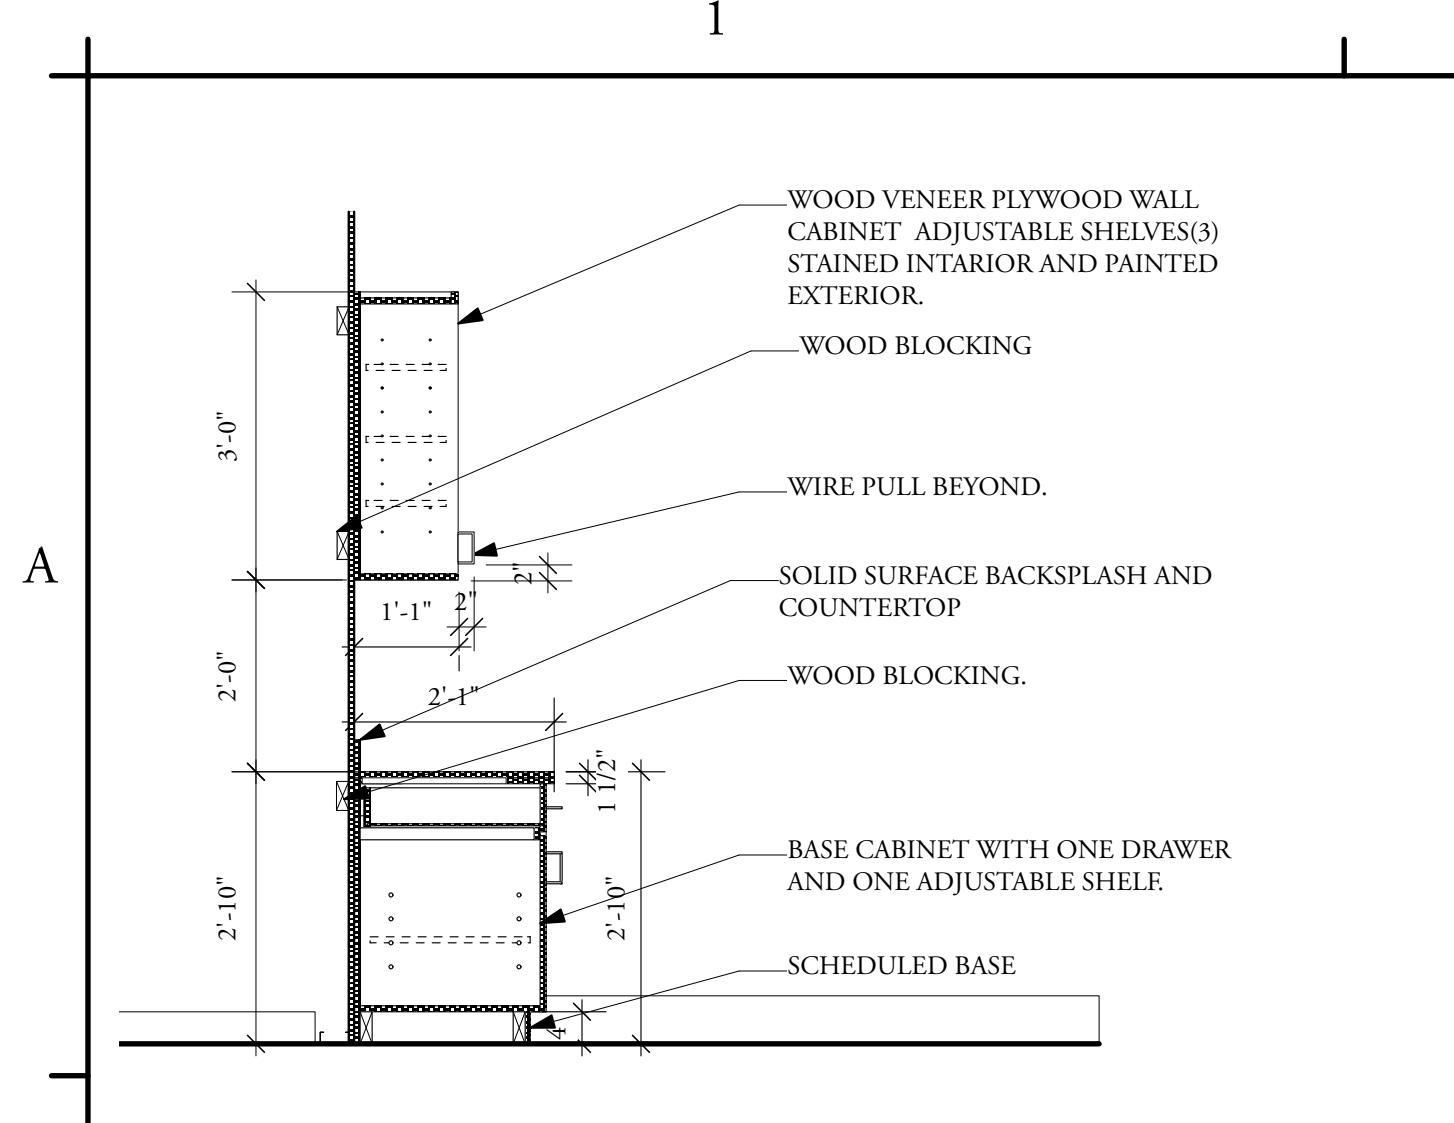 1
WOOD VENEER PLYWOOD WALL
CABINET ADJUSTABLE SHELVES(3)
STAINED INTARIOR AND PAINTED
EXTERIOR.
WOOD BLOCKING
3'-0"
WIRE PULL BEYOND.
A
2"
SOLID SURFACE BACKSPLASH AND
COUNTERTOP
1'-1"
2"
2'-0"
WOOD BLOCKING.
2'-1"
1 1/2"
BASE CABINET WITH ONE DRAWER
AND ONE ADJUSTABLE SHELF.
2'-10"
2'-10"
SCHEDULED BASE
4"